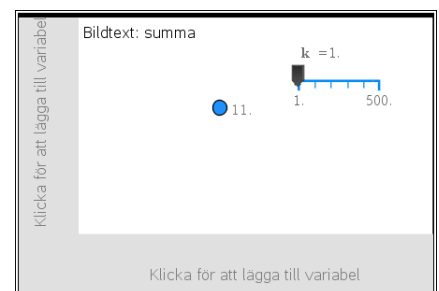 Klicka för att lägga till variabel
Bildtext: summa
k =1.
1. 500.
11.
Klicka för att lägga till variabel